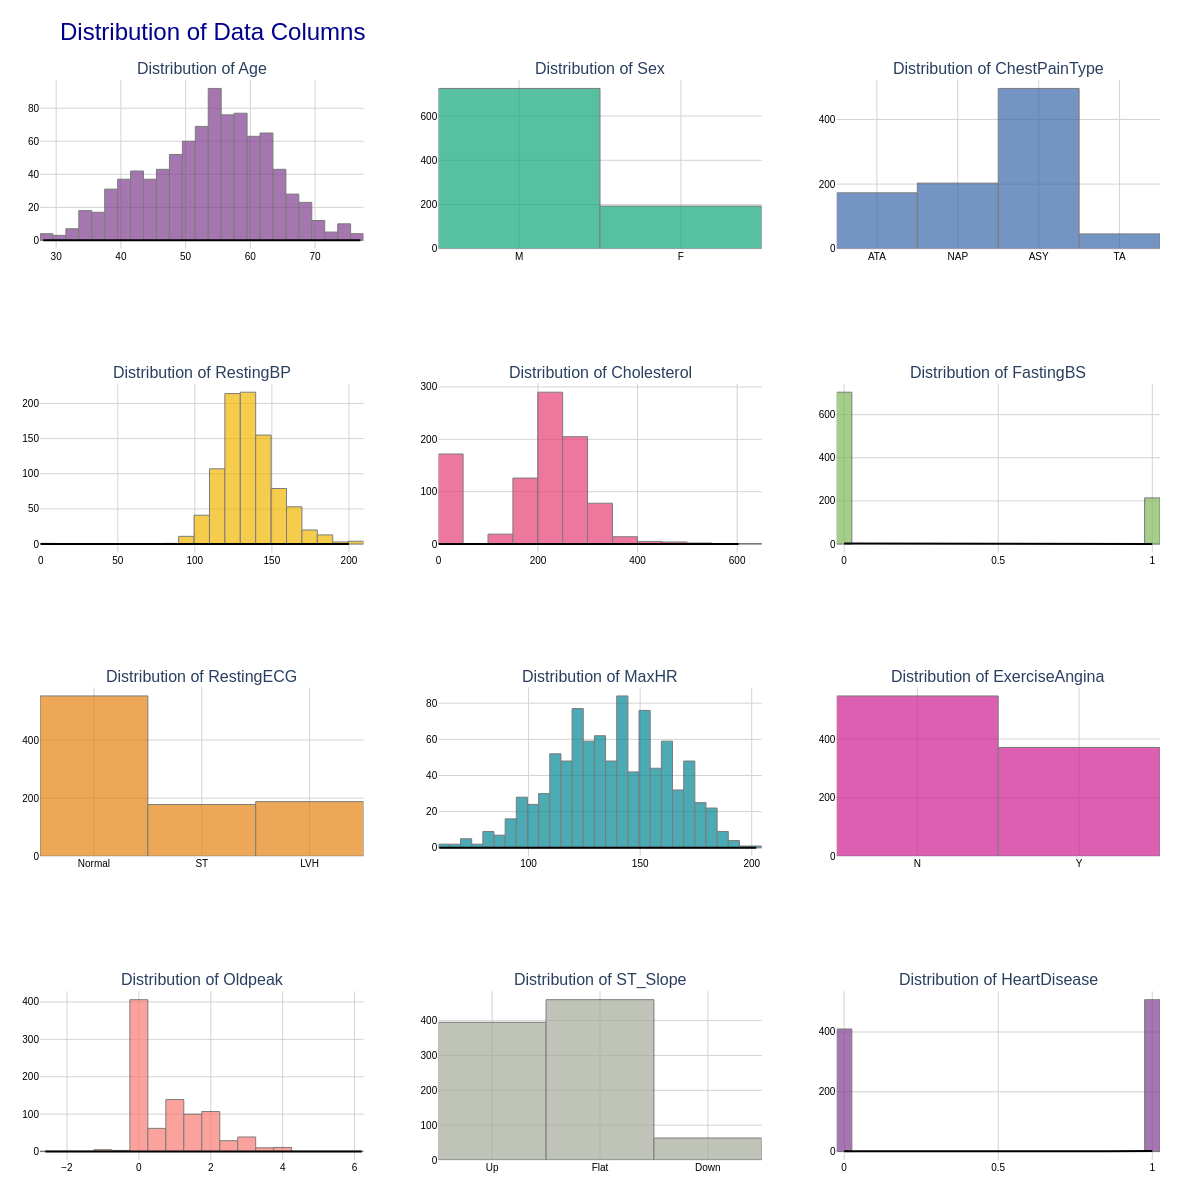 Distribution of Data Columns
Distribution of Age
Distribution of Sex
Distribution of ChestPainType
80
60
40
20
0
30 40 50 60 70
600
400
200
0
M F
400
200
0
ATA NAP ASY TA
Distribution of RestingBP
Distribution of Cholesterol
Distribution of FastingBS
200
150
100
50
0
0 50 100 150 200
300
200
100
0
0 200 400 600
600
400
200
0
0 0.5 1
Distribution of RestingECG
Distribution of MaxHR
Distribution of ExerciseAngina
400
200
0
Normal ST LVH
80
60
40
20
0
100 150 200
400
200
0
N Y
Distribution of Oldpeak
Distribution of ST_Slope
Distribution of HeartDisease
400
300
200
100
0
−2 0 2 4 6
400
300
200
100
0
Up Flat Down
400
200
0
0 0.5 1